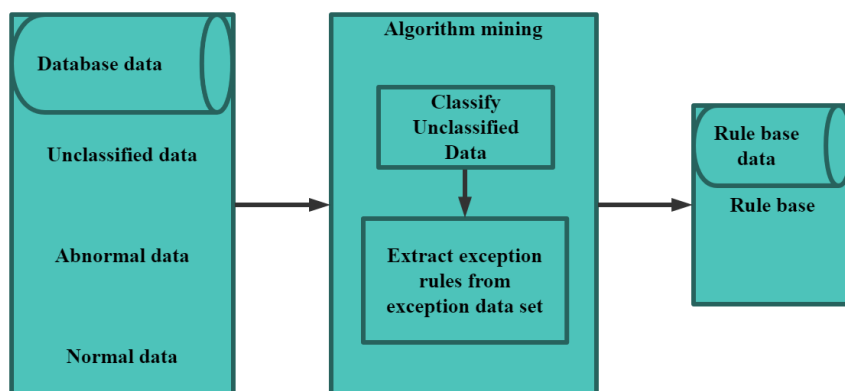 Database data
Unclassified data
Abnormal data
Normal data
Algorithm mining
Classify
Unclassified
Data
Extract exception
rules from
exception data set
Rule base
data
Rule base